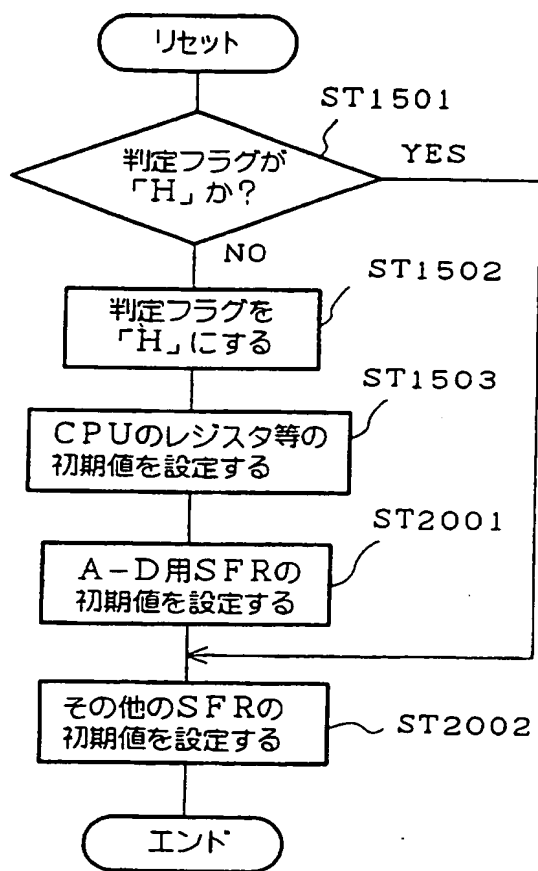 リセット
ST1501
判定フラグが
「H」か？
YES
NO
ST1502
判定フラグを
「H」にする
ST1503
CPUのレジスタ等の
初期値を設定する
ST2001
A－D用SFRの
初期値を設定する
その他のSFRの
初期値を設定する
ST2002
エンド